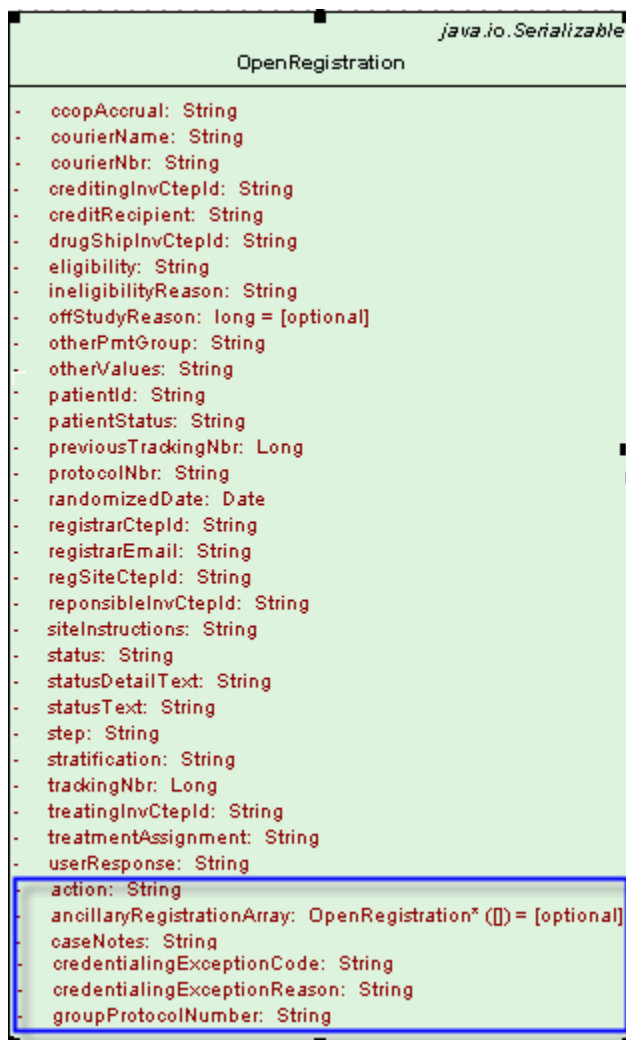 java.io.Serializable
OpenRegistration
- ccopAccrual: String
- courierName: String
- courierNbr: String
- creditingInvCtepId: String
- creditRecipient: String
- drugShipInvCtepId: String
- eligibility: String
- ineligibilityReason: String
- offStudyReason: long = [optional]
- otherPmtGroup: String
- otherValues: String
- patientId: String
- patientStatus: String
- previousTrackingNbr: Long
- protocolNbr: String
- randomizedDate: Date
- registrarCtepId: String
- registrarEmail: String
- regSiteCtepId: String
- reponsibleInvCtepId: String
- siteInstructions: String
- status: String
- statusDetailText: String
- statusText: String
- step: String
- stratification: String
- trackingNbr: Long
- treatingInvCtepId: String
- treatmentAssignment: String
- userResponse: String
- action: String
- ancillaryRegistrationArray: OpenRegistration* ([]) = [optional]
- caseNotes: String
- credentialingExceptionCode: String
- credentialingExceptionReason: String
- groupProtocolNumber: String